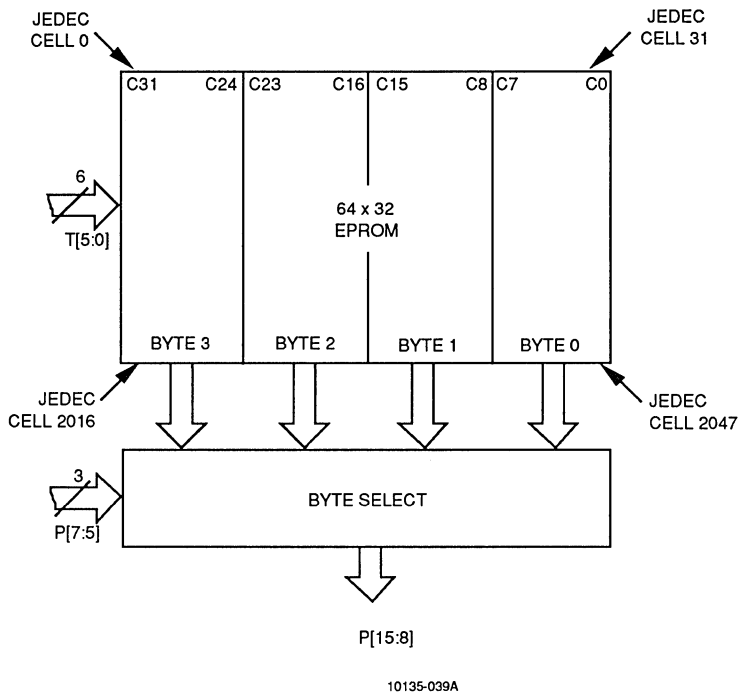 JEDEC
CELL 0
JEDEC
CELL 31
C31
C24
C23
C16
C15
C8
C7
C0
6
T[5:0]
64 x 32
EPROM
BYTE 3
BYTE 2
BYTE 1
BYTE 0
JEDEC
CELL 2016
JEDEC
CELL 2047
3
P[7:5]
BYTE SELECT
P[15:8]
10135-039A